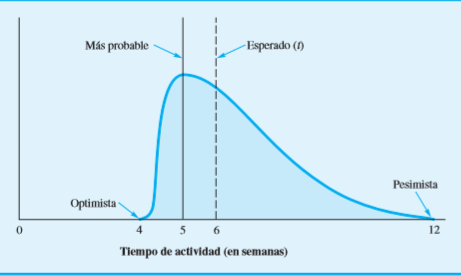 Más probable
Esperado (t)
Pesimista
Optimista
0 4 5 6 12
Tiempo de actividad (en semanas)